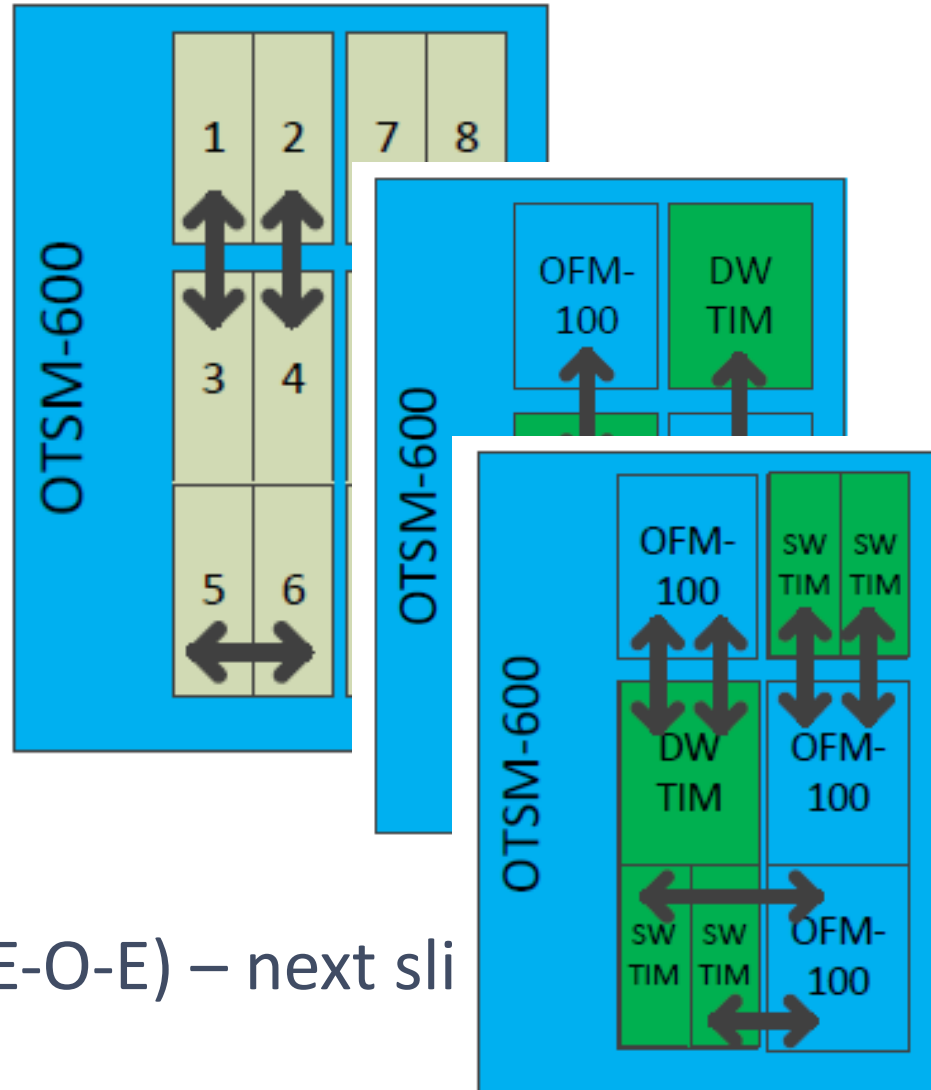 OTSM-600
1 2 7 8
3 4
5 6
OTSM-600
OFM-
100
DW
TIM
OTSM-600
OFM-
100
SW
TIM
SW
TIM
DW
TIM
OFM-
100
SW
TIM
SW
TIM
OFM-
100
E-O-E) – next sli